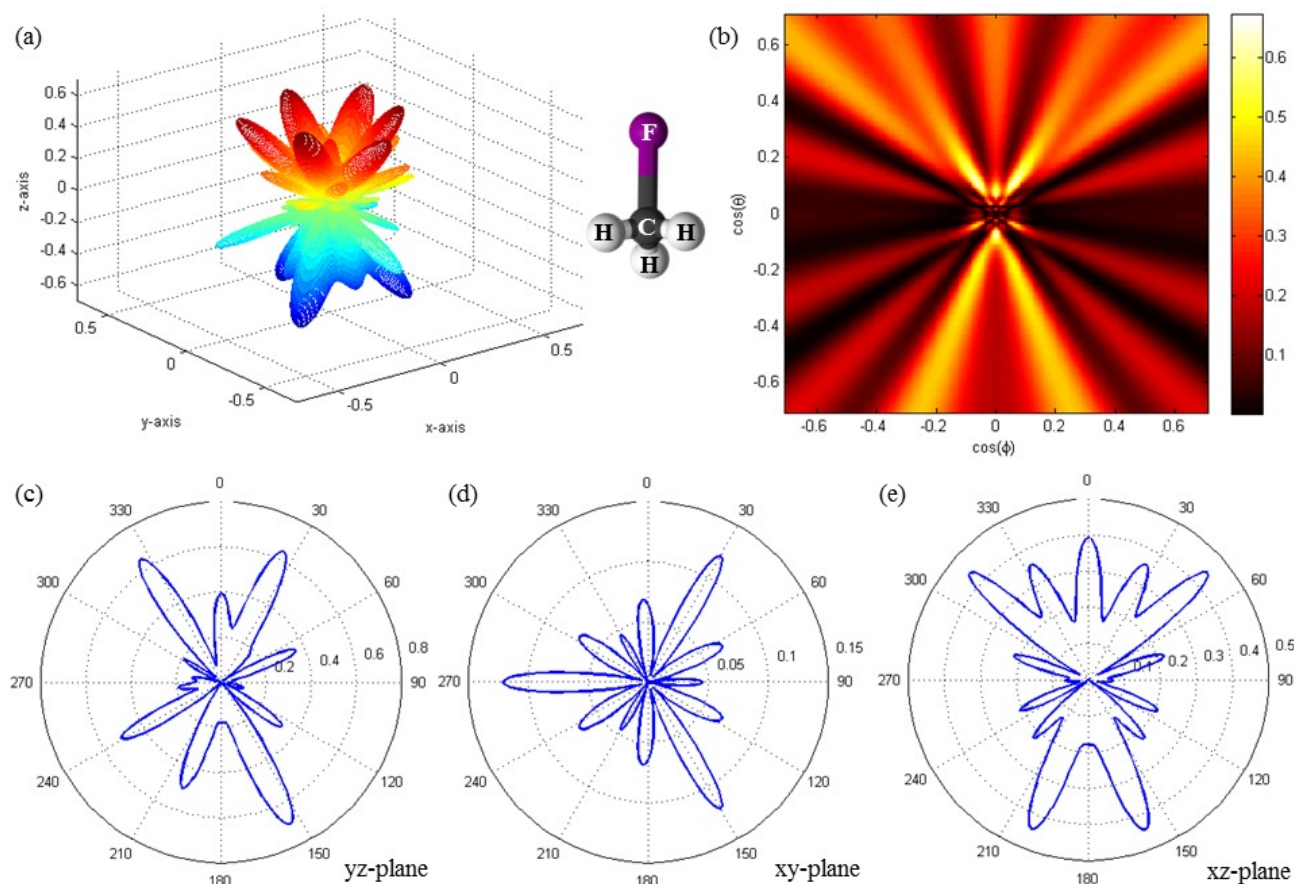 (a)
0.6
0.4
0.2
0
-0.2
-0.4
-0.6
z-axis
0.5
0
-0.5
y-axis
-0.5
0
0.5
x-axis
F
H C H
H
(b)
0.6
0.4
0.2
0
-0.2
-0.4
-0.6
cos(θ)
-0.6 -0.4 -0.2 0 0.2 0.4 0.6
cos(ϕ)
0.6
0.5
0.4
0.3
0.2
0.1
(c)
0
330 30
300 60
0.2 0.4 0.6 0.8
270 90
240 120
210 150
180
yz-plane
(d)
0
330 30
300 60
0.05 0.1 0.15
270 90
240 120
210 150
180
xy-plane
(e)
0
330 30
300 60
0.1 0.2 0.3 0.4 0.5
270 90
240 120
210 150
180
xz-plane